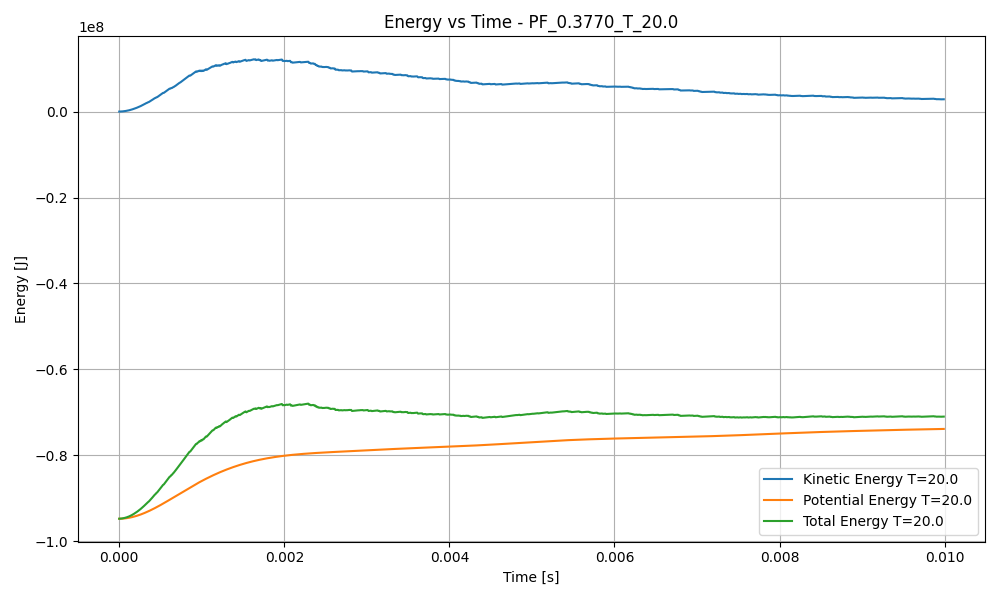 Energy vs Time - PF_0.3770_T_20.0
1e8
0.0
−0.2
−0.4
−0.6
−0.8
−1.0
Energy [J]
0.000 0.002 0.004 0.006 0.008 0.010
Time [s]
Kinetic Energy T=20.0
Potential Energy T=20.0
Total Energy T=20.0